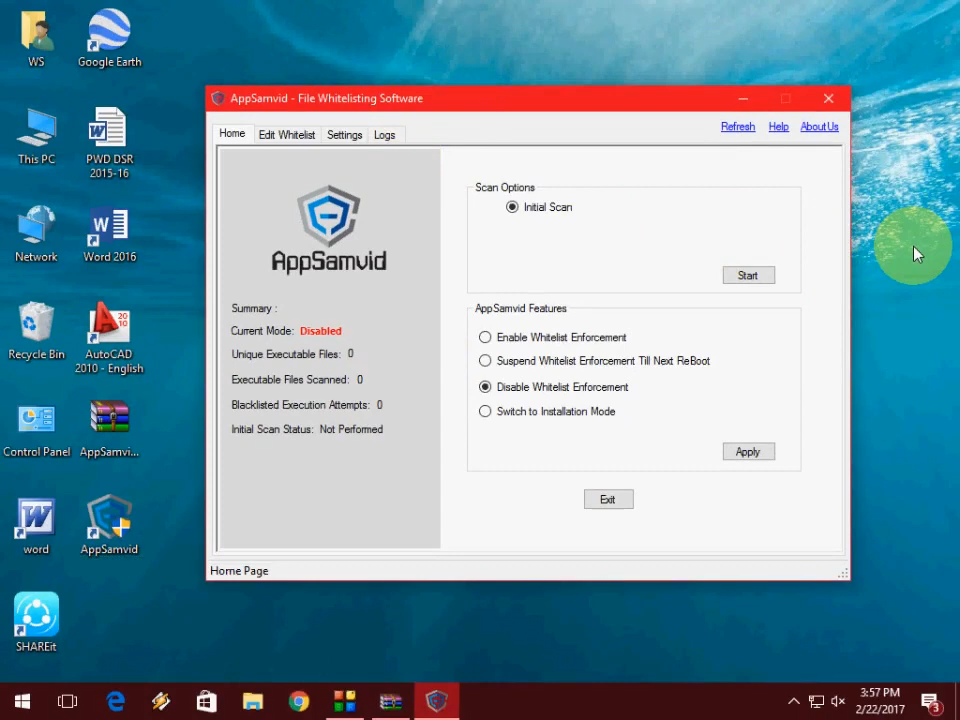 WS
Google Earth
This PC
PWD DSR
2015-16
Network
Word 2016
Recycle Bin
AutoCAD
2010 - English
Control Panel
AppSamvi...
word
AppSamvid
SHAREit
AppSamvid - File Whitelisting Software
Home
Edit Whitelist
Settings
Logs
Refresh
Help
AboutUs
AppSamvid
Summary :
Current Mode: Disabled
Unique Executable Files: 0
Executable Files Scanned: 0
Blacklisted Execution Attempts: 0
Initial Scan Status: Not Performed
Scan Options
Initial Scan
Start
AppSamvid Features
Enable Whitelist Enforcement
Suspend Whitelist Enforcement Till Next ReBoot
Disable Whitelist Enforcement
Switch to Installation Mode
Apply
Exit
Home Page
3:57 PM
2/22/2017
3